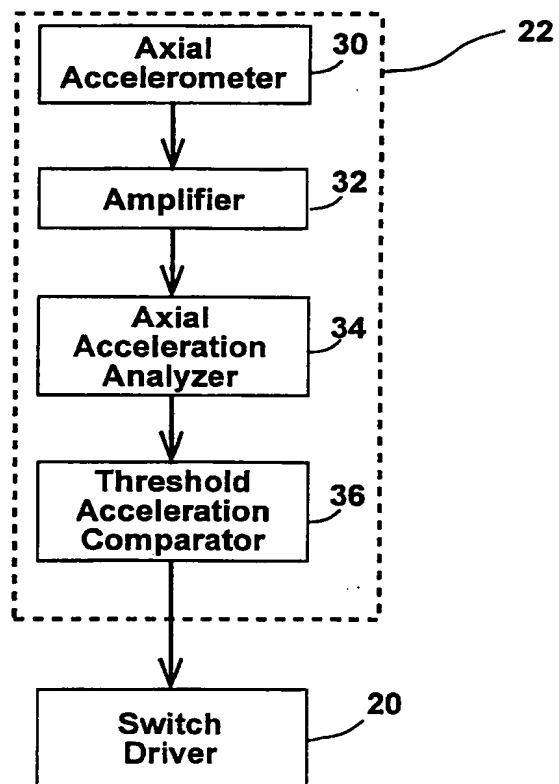 22
Axial
Accelerometer
30
Amplifier
32
Axial
Acceleration
Analyzer
34
Threshold
Acceleration
Comparator
36
Switch
Driver
20